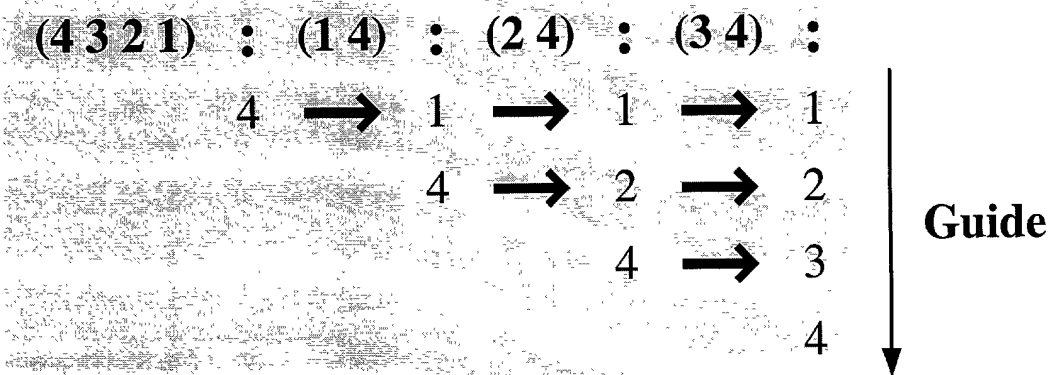 (4 3 2 1) : (1 4) : (2 4) : (3 4) :
4 → 1 → 1 → 1
4 → 2 → 2
4 → 3
4
Guide